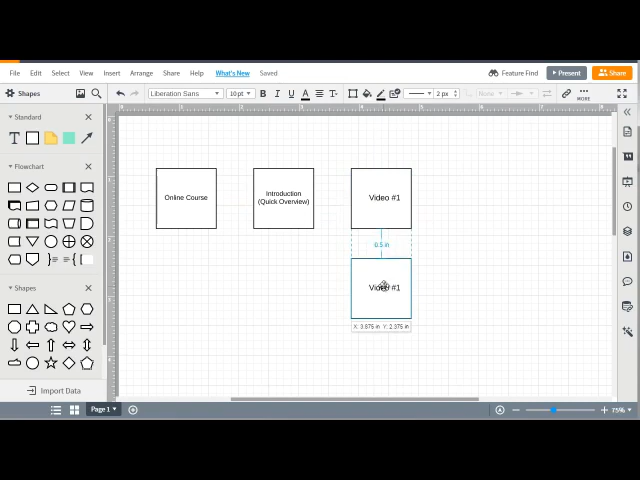 File Edit Select View Insert Arrange Share Help What's New Saved Feature Find Present Share
Shapes Liberation Sans 10 pt B I U A T 2 px MORE
Standard
T
Flowchart
Shapes
Import Data
Online Course
Introduction
(Quick Overview)
Video #1
0.5 in
Video #1
X: 3.875 in Y: 2.375 in
Page 1 75%